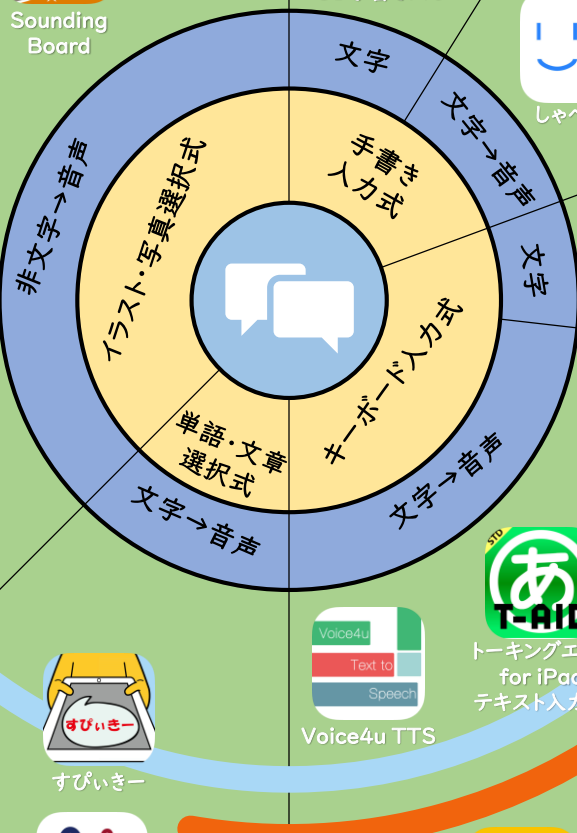 Sounding
Board
文字
文字→音声
文字
文字→音声
文字→音声
非文字→音声
手書き
入力式
キーボード入力式
単語・文章
選択式
イラスト・写真選択式
しゃべ
STD
あ
T-AID
トーキングエ
for iPad
テキスト入力
Voice4u
Text to
Speech
Voice4u TTS
すぴぃきー
すぴぃきー